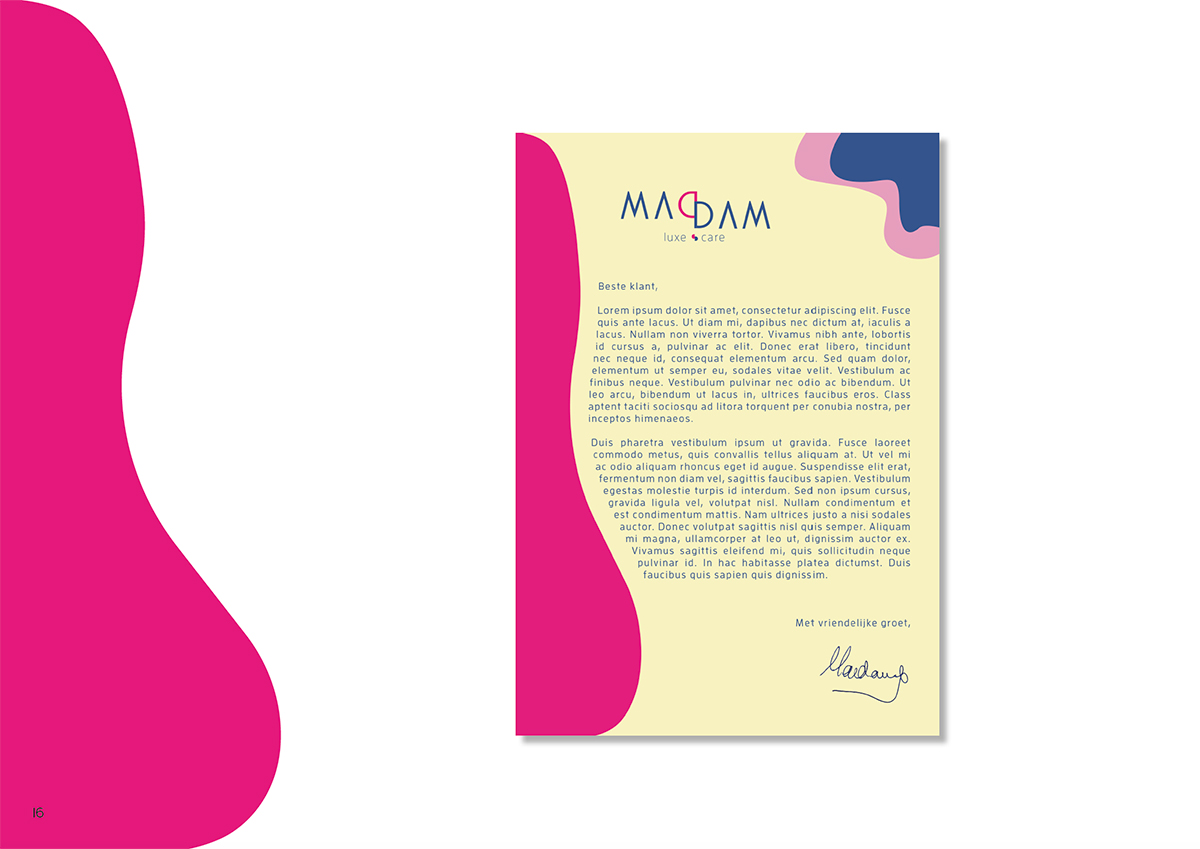 MADDAM
luxe care
Beste klant,
Lorem ipsum dolor sit amet, consectetur adipiscing elit. Fusce
quis ante lacus. Ut diam mi, dapibus nec dictum at, iaculis a
lacus. Nullam non viverra tortor. Vivamus nibh ante, lobortis
id cursus a, pulvinar ac elit. Donec erat libero, tincidunt
nec neque id, consequat elementum arcu. Sed quam dolor,
elementum ut semper eu, sodales vitae velit. Vestibulum ac
finibus neque. Vestibulum pulvinar nec odio ac bibendum. Ut
leo arcu, bibendum ut lacus in, ultrices faucibus eros. Class
aptent taciti sociosqu ad litora torquent per conubia nostra, per
inceptos himenaeos.
Duis pharetra vestibulum ipsum ut gravida. Fusce laoreet
commodo metus, quis convallis tellus aliquam at. Ut vel mi
ac odio aliquam rhoncus eget id augue. Suspendisse elit erat,
fermentum non diam vel, sagittis faucibus sapien. Vestibulum
egestas molestie turpis id interdum. Sed non ipsum cursus,
gravida ligula vel, volutpat nisl. Nullam condimentum et
est condimentum mattis. Nam ultrices justo a nisi sodales
auctor. Donec volutpat sagittis nisl quis semper. Aliquam
mi magna, ullamcorper at leo ut, dignissim auctor ex.
Vivamus sagittis eleifend mi, quis sollicitudin neque
pulvinar id. In hac habitasse platea dictumst. Duis
faucibus quis sapien quis dignissim.
Met vriendelijke groet,
16